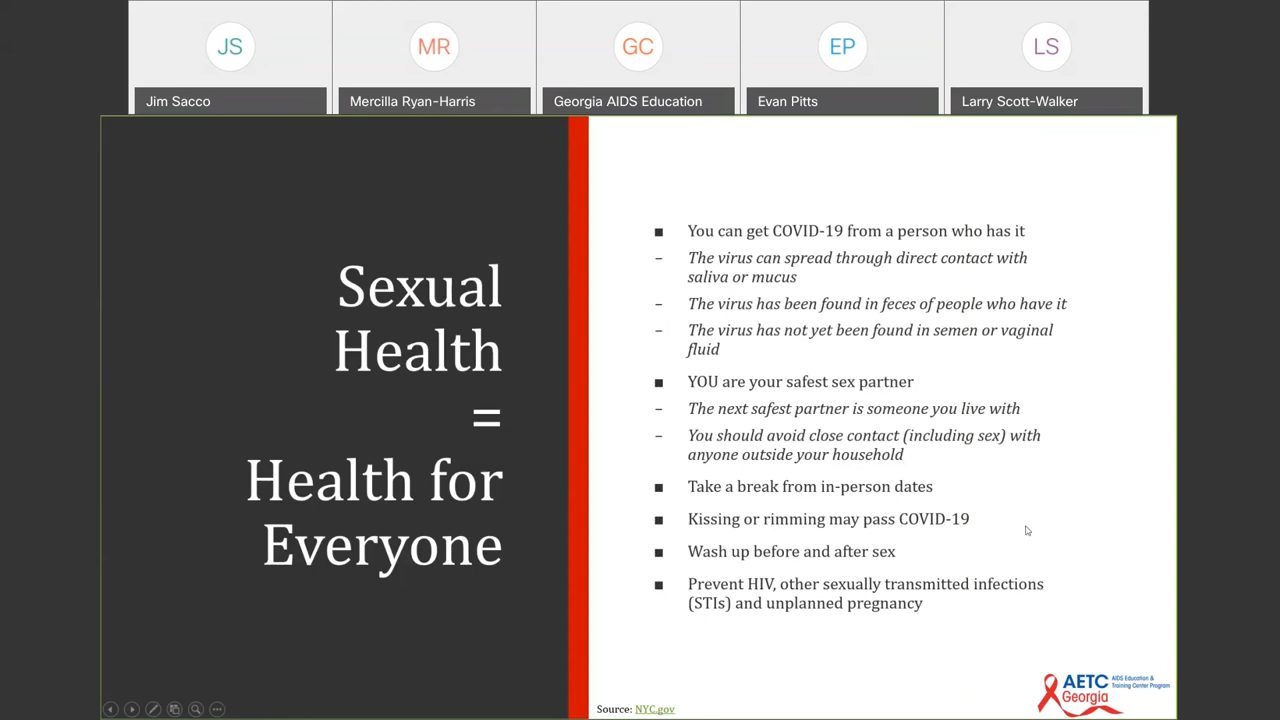 JS
MR
GC
EP
LS
Jim Sacco
Mercilla Ryan-Harris
Georgia AIDS Education
Evan Pitts
Larry Scott-Walker
Sexual
Health
=
Health for
Everyone
■ You can get COVID-19 from a person who has it
– The virus can spread through direct contact with
saliva or mucus
– The virus has been found in feces of people who have it
– The virus has not yet been found in semen or vaginal
fluid
■ YOU are your safest sex partner
– The next safest partner is someone you live with
– You should avoid close contact (including sex) with
anyone outside your household
■ Take a break from in-person dates
■ Kissing or rimming may pass COVID-19
■ Wash up before and after sex
■ Prevent HIV, other sexually transmitted infections
(STIs) and unplanned pregnancy
Source: NYC.gov
AETC AIDS Education &
Training Center Program
Georgia